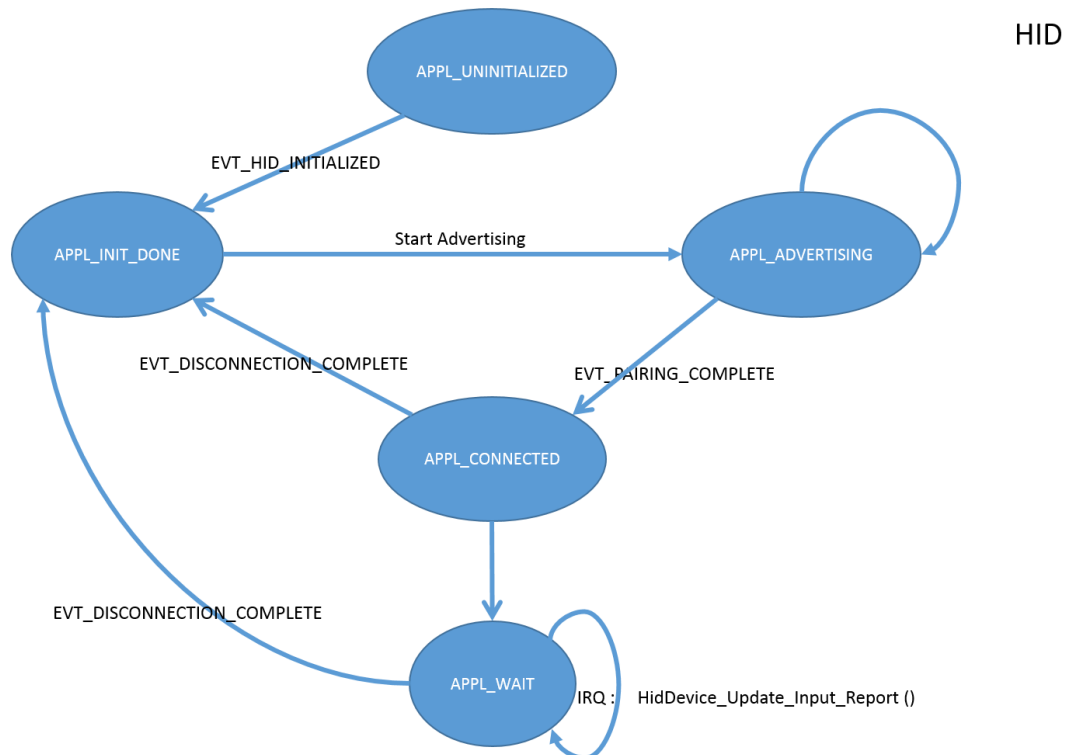 HID
APPL_UNINITIALIZED
EVT_HID_INITIALIZED
APPL_INIT_DONE
Start Advertising
APPL_ADVERTISING
EVT_DISCONNECTION_COMPLETE
EVT_PAIRING_COMPLETE
APPL_CONNECTED
EVT_DISCONNECTION_COMPLETE
APPL_WAIT
IRQ : HidDevice_Update_Input_Report ()